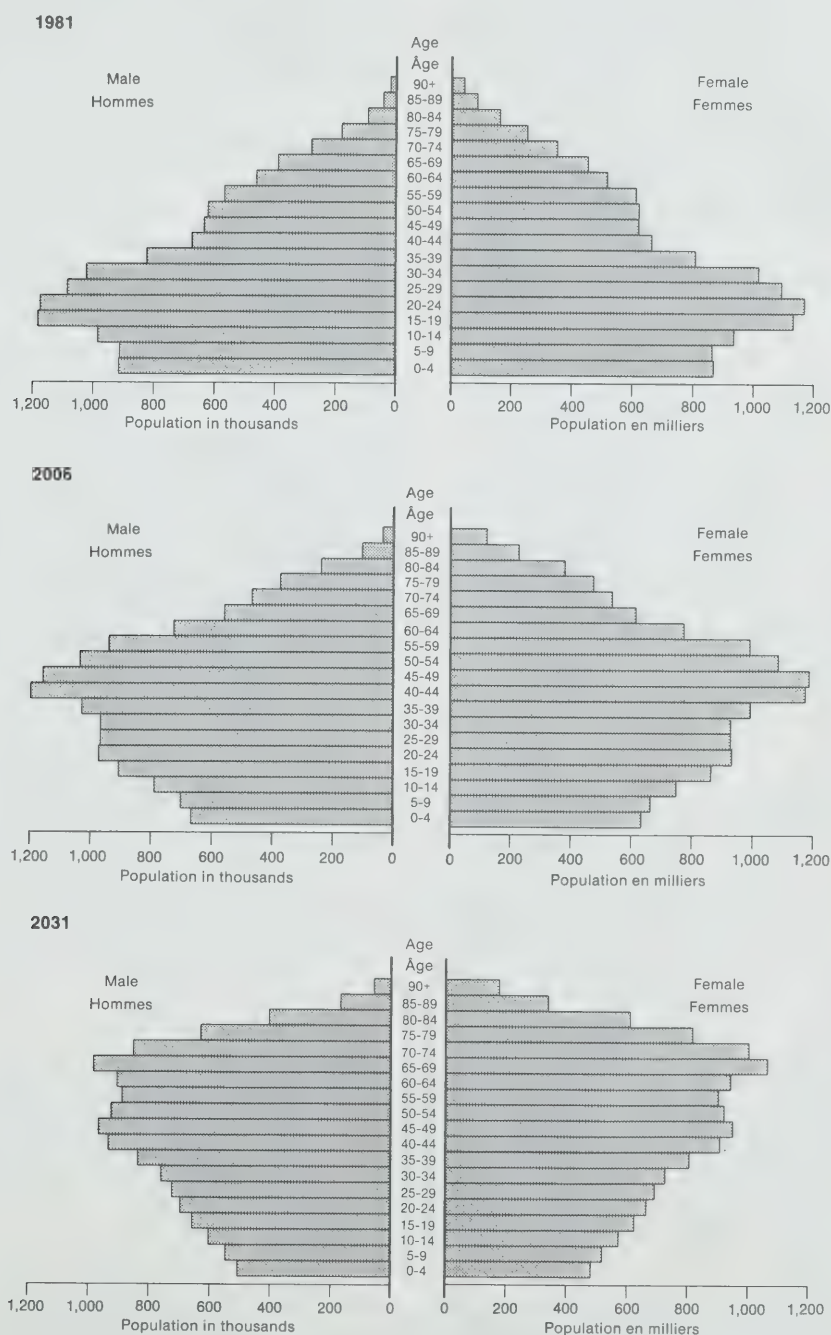 1981
Age
Âge
Male
Hommes
Female
Femmes
90+
85-89
80-84
75-79
70-74
65-69
60-64
55-59
50-54
45-49
40-44
35-39
30-34
25-29
20-24
15-19
10-14
5-9
0-4
1,200 1,000 800 600 400 200 0 0 200 400 600 800 1,000 1,200
Population in thousands Population en milliers
2006
Age
Âge
Male
Hommes
Female
Femmes
90+
85-89
80-84
75-79
70-74
65-69
60-64
55-59
50-54
45-49
40-44
35-39
30-34
25-29
20-24
15-19
10-14
5-9
0-4
1,200 1,000 800 600 400 200 0 0 200 400 600 800 1,000 1,200
Population in thousands Population en milliers
2031
Age
Âge
Male
Hommes
Female
Femmes
90+
85-89
80-84
75-79
70-74
65-69
60-64
55-59
50-54
45-49
40-44
35-39
30-34
25-29
20-24
15-19
10-14
5-9
0-4
1,200 1,000 800 600 400 200 0 0 200 400 600 800 1,000 1,200
Population in thousands Population en milliers